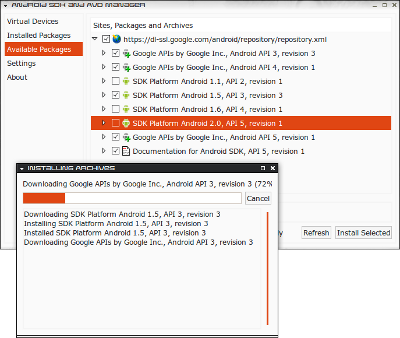 ANDROID SDK AND AVD MANAGER
Virtual Devices
Installed Packages
Available Packages
Settings
About
Sites, Packages and Archives
https://dl-ssl.google.com/android/repository/repository.xml
Google APIs by Google Inc., Android API 3, revision 3
Google APIs by Google Inc., Android API 4, revision 1
SDK Platform Android 1.1, API 2, revision 1
SDK Platform Android 1.5, API 3, revision 3
SDK Platform Android 1.6, API 4, revision 1
SDK Platform Android 2.0, API 5, revision 1
Google APIs by Google Inc., Android API 5, revision 1
Documentation for Android SDK, API 5, revision 1
Refresh
Install Selected
INSTALLING ARCHIVES
Downloading Google APIs by Google Inc., Android API 3, revision 3 (72%
Cancel
Downloading SDK Platform Android 1.5, API 3, revision 3
Installing SDK Platform Android 1.5, API 3, revision 3
Installed SDK Platform Android 1.5, API 3, revision 3
Downloading Google APIs by Google Inc., Android API 3, revision 3